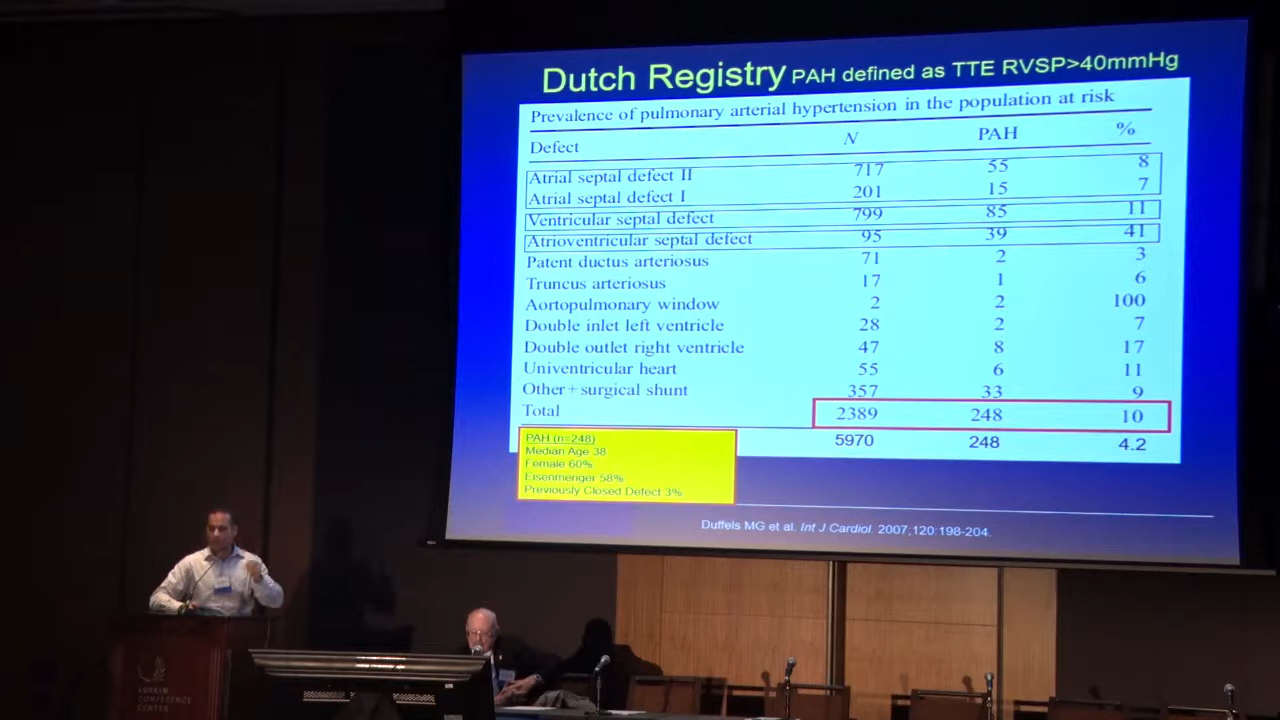 Dutch Registry PAH defined as TTE RVSP>40mmHg
Prevalence of pulmonary arterial hypertension in the population at risk
Defect N PAH %
Atrial septal defect II 717 55 8
Atrial septal defect I 201 15 7
Ventricular septal defect 799 85 11
Atrioventricular septal defect 95 39 41
Patent ductus arteriosus 71 2 3
Truncus arteriosus 17 1 6
Aortopulmonary window 2 2 100
Double inlet left ventricle 28 2 7
Double outlet right ventricle 47 8 17
Univentricular heart 55 6 11
Other+surgical shunt 357 33 9
Total 2389 248 10
5970 248 4.2
PAH (n=248)
Median Age 38
Female 60%
Eisenmenger 58%
Previously Closed Defect 3%
Duffels MG et al. Int J Cardiol. 2007;120:198-204.
CONFERENCE
CENTER